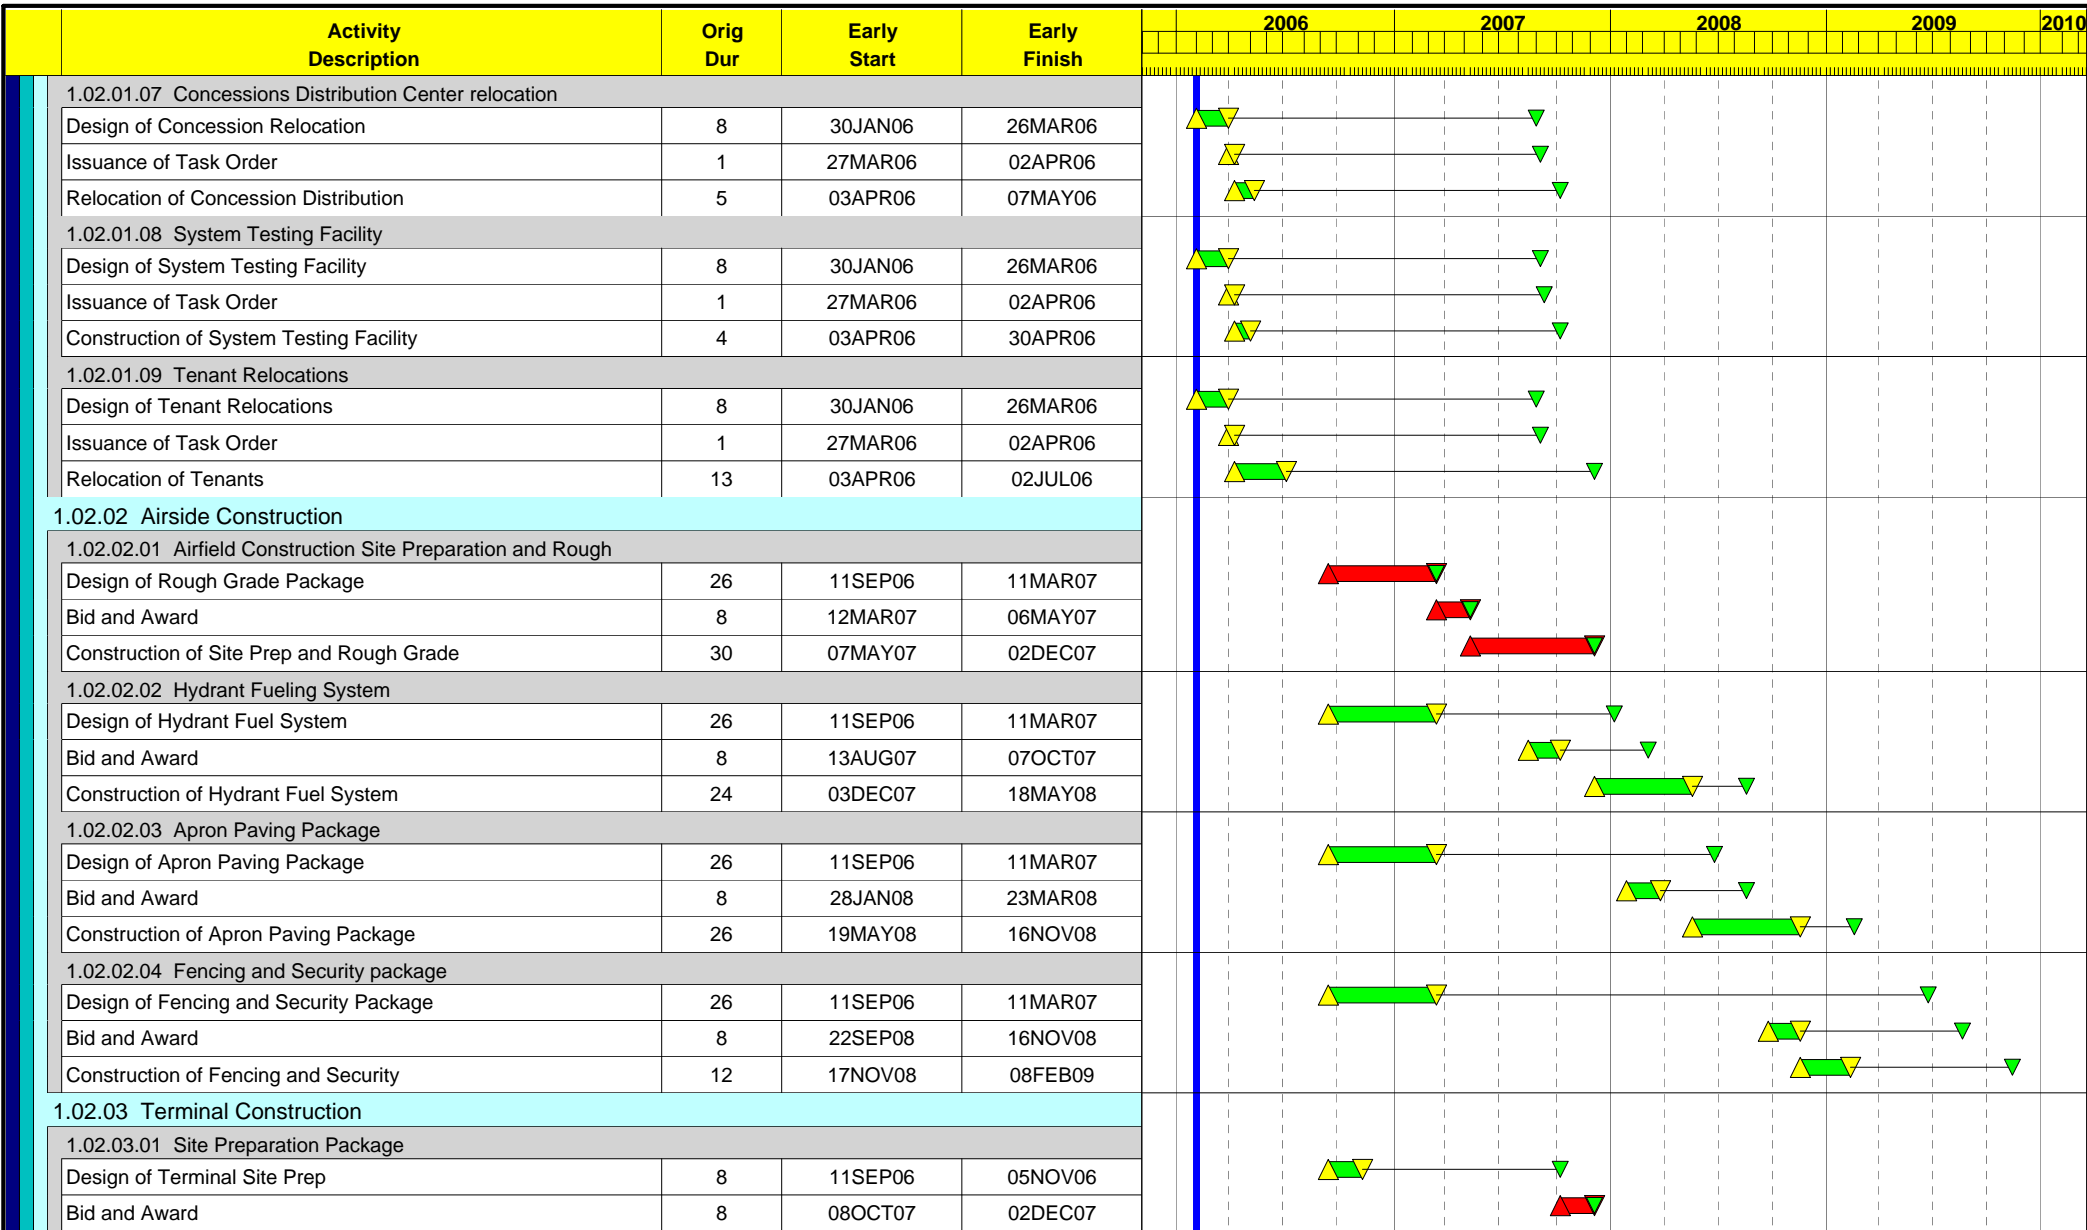 Activity Description Orig Dur Early Start Early Finish 2006 2007 2008 2009 2010
1.02.01.07 Concessions Distribution Center relocation
Design of Concession Relocation 8 30JAN06 26MAR06
Issuance of Task Order 1 27MAR06 02APR06
Relocation of Concession Distribution 5 03APR06 07MAY06
1.02.01.08 System Testing Facility
Design of System Testing Facility 8 30JAN06 26MAR06
Issuance of Task Order 1 27MAR06 02APR06
Construction of System Testing Facility 4 03APR06 30APR06
1.02.01.09 Tenant Relocations
Design of Tenant Relocations 8 30JAN06 26MAR06
Issuance of Task Order 1 27MAR06 02APR06
Relocation of Tenants 13 03APR06 02JUL06
1.02.02 Airside Construction
1.02.02.01 Airfield Construction Site Preparation and Rough
Design of Rough Grade Package 26 11SEP06 11MAR07
Bid and Award 8 12MAR07 06MAY07
Construction of Site Prep and Rough Grade 30 07MAY07 02DEC07
1.02.02.02 Hydrant Fueling System
Design of Hydrant Fuel System 26 11SEP06 11MAR07
Bid and Award 8 13AUG07 07OCT07
Construction of Hydrant Fuel System 24 03DEC07 18MAY08
1.02.02.03 Apron Paving Package
Design of Apron Paving Package 26 11SEP06 11MAR07
Bid and Award 8 28JAN08 23MAR08
Construction of Apron Paving Package 26 19MAY08 16NOV08
1.02.02.04 Fencing and Security package
Design of Fencing and Security Package 26 11SEP06 11MAR07
Bid and Award 8 22SEP08 16NOV08
Construction of Fencing and Security 12 17NOV08 08FEB09
1.02.03 Terminal Construction
1.02.03.01 Site Preparation Package
Design of Terminal Site Prep 8 11SEP06 05NOV06
Bid and Award 8 08OCT07 02DEC07